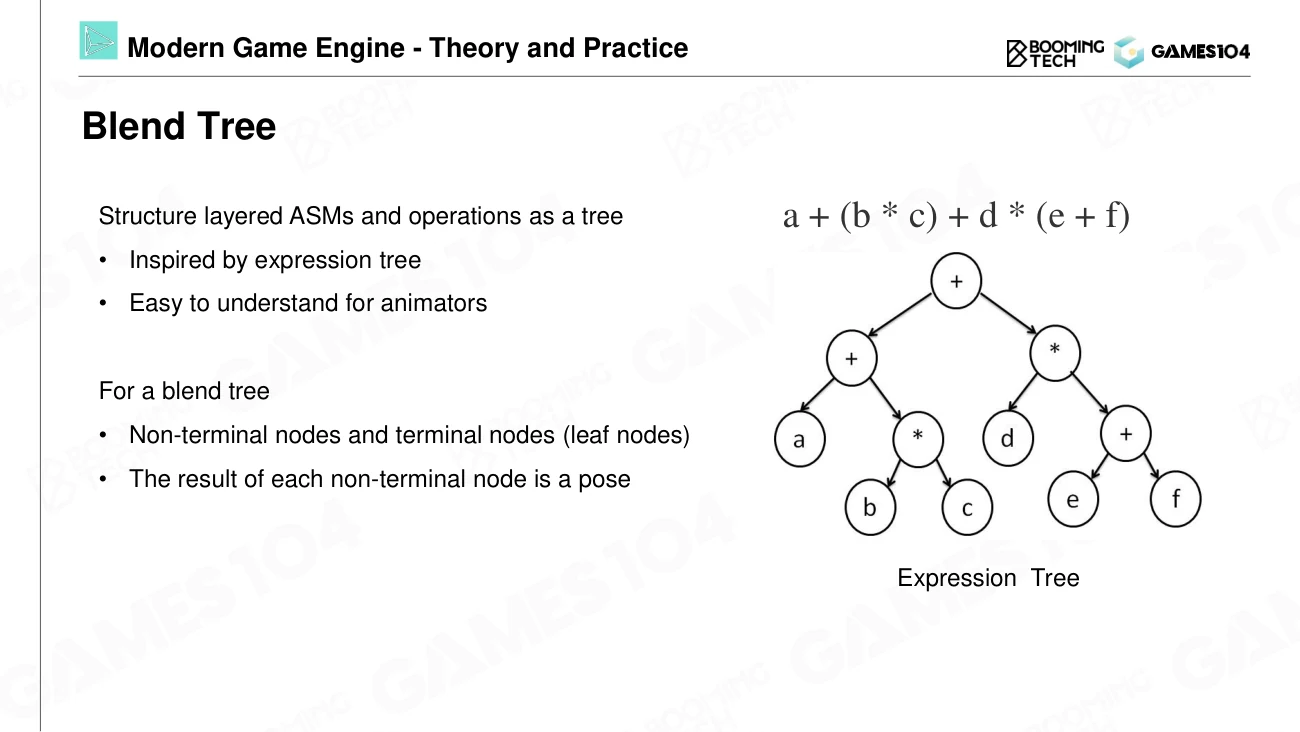 Modern Game Engine - Theory and Practice
BOOMING
TECH
GAMES104
Blend Tree
Structure layered ASMs and operations as a tree
• Inspired by expression tree
• Easy to understand for animators
For a blend tree
• Non-terminal nodes and terminal nodes (leaf nodes)
• The result of each non-terminal node is a pose
a + (b * c) + d * (e + f)
+
+ *
a * d +
b c e f
Expression Tree